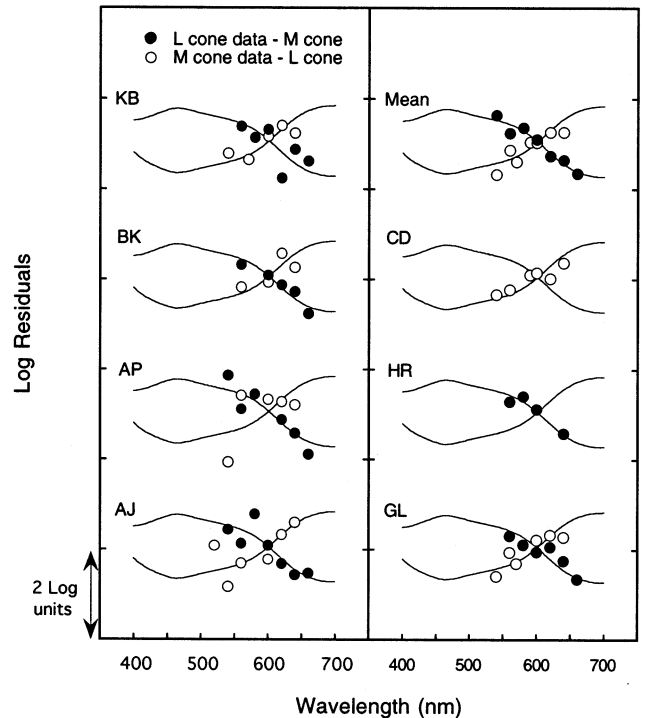 L cone data - M cone
M cone data - L cone
KB
Mean
BK
CD
AP
HR
AJ
GL
Log Residuals
2 Log
units
400 500 600 700
400 500 600 700
Wavelength (nm)